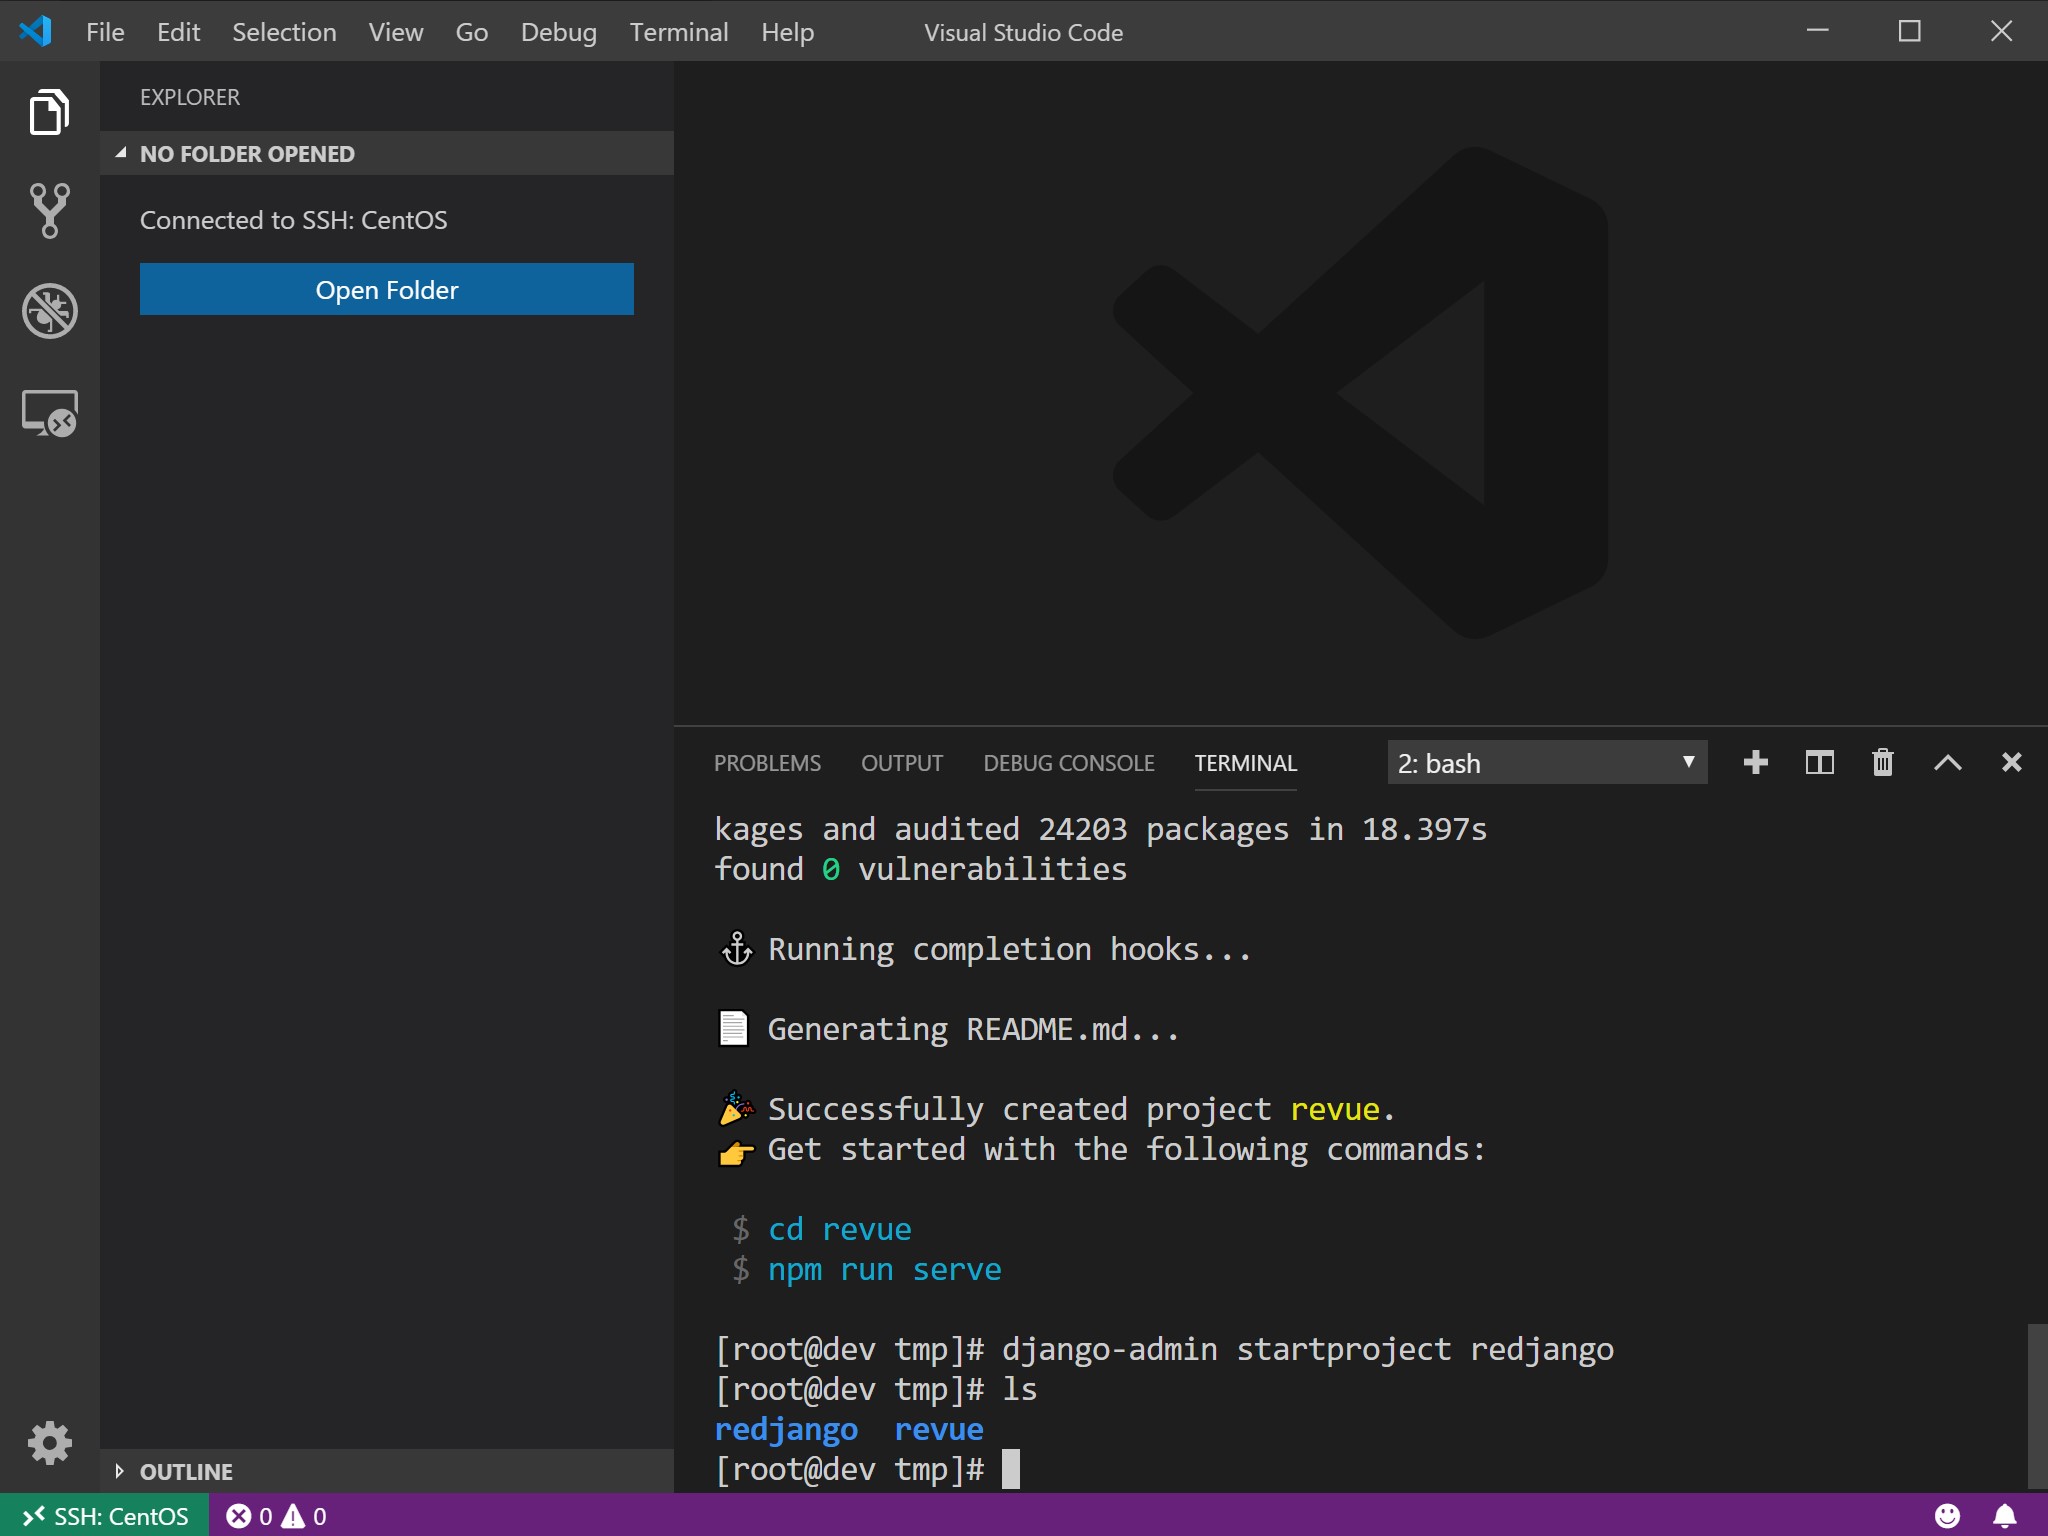 File Edit Selection View Go Debug Terminal Help Visual Studio Code
EXPLORER
NO FOLDER OPENED
Connected to SSH: CentOS
Open Folder
OUTLINE
PROBLEMS OUTPUT DEBUG CONSOLE TERMINAL 2: bash
kages and audited 24203 packages in 18.397s
found 0 vulnerabilities
⚓ Running completion hooks...
📄 Generating README.md...
🎉 Successfully created project revue.
👉 Get started with the following commands:
$ cd revue
$ npm run serve
[root@dev tmp]# django-admin startproject redjango
[root@dev tmp]# ls
redjango revue
[root@dev tmp]#
SSH: CentOS 0 0